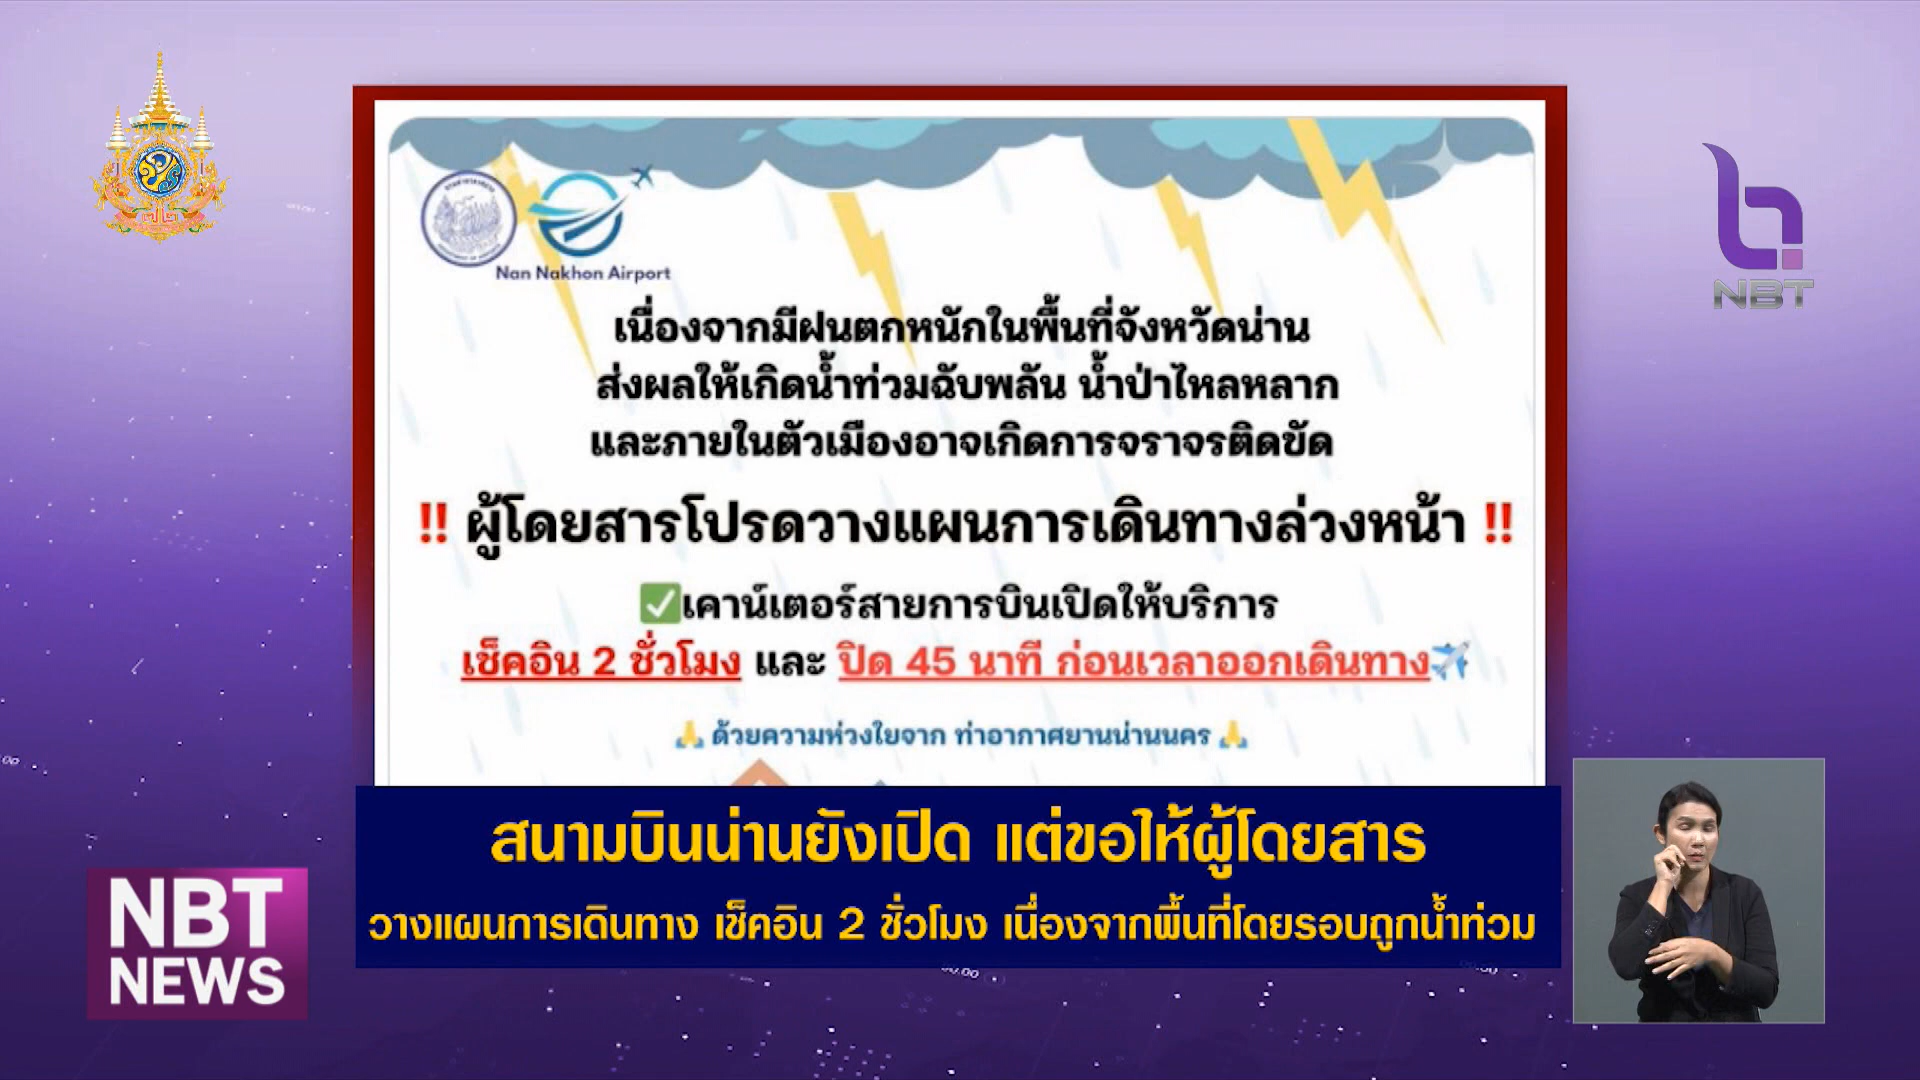 Nan Nakhon Airport
เนื่องจากมีฝนตกหนักในพื้นที่จังหวัดน่าน
ส่งผลให้เกิดน้ำท่วมฉับพลัน น้ำป่าไหลหลาก
และภายในตัวเมืองอาจเกิดการจราจรติดขัด
‼ ผู้โดยสารโปรดวางแผนการเดินทางล่วงหน้า ‼
✅เคาน์เตอร์สายการบินเปิดให้บริการ
เช็คอิน 2 ชั่วโมง และ ปิด 45 นาที ก่อนเวลาออกเดินทาง✈️
🙏 ด้วยความห่วงใยจาก ท่าอากาศยานน่านนคร 🙏
สนามบินน่านยังเปิด แต่ขอให้ผู้โดยสาร
วางแผนการเดินทาง เช็คอิน 2 ชั่วโมง เนื่องจากพื้นที่โดยรอบถูกน้ำท่วม
NBT
NEWS
NBT